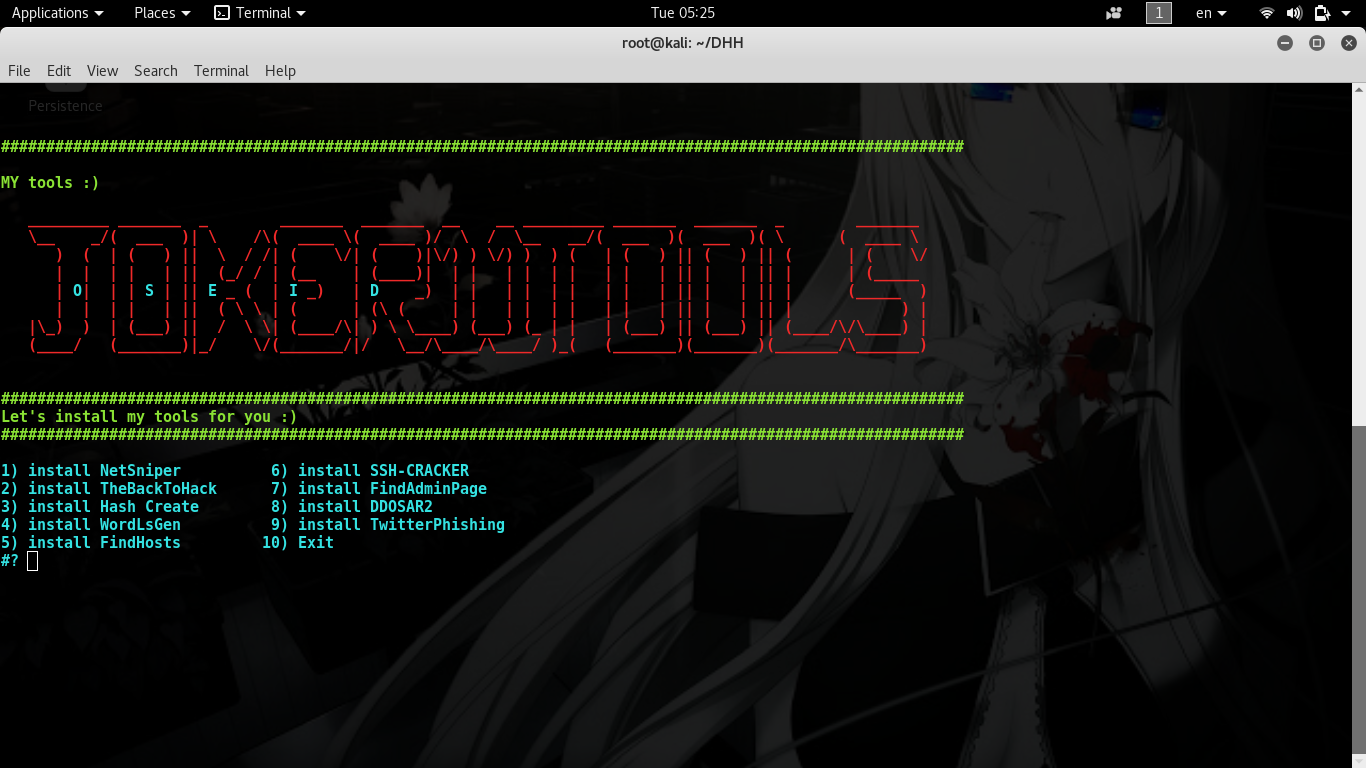 Applications Places Terminal Tue 05:25 1 en
root@kali: ~/DHH
File Edit View Search Terminal Help
Persistence
###########################################################################################################
MY tools :)
JOKER1TOOLS
O S E I D
###########################################################################################################
Let's install my tools for you :)
###########################################################################################################
1) install NetSniper 6) install SSH-CRACKER
2) install TheBackToHack 7) install FindAdminPage
3) install Hash Create 8) install DDOSAR2
4) install WordLsGen 9) install TwitterPhishing
5) install FindHosts 10) Exit
#?